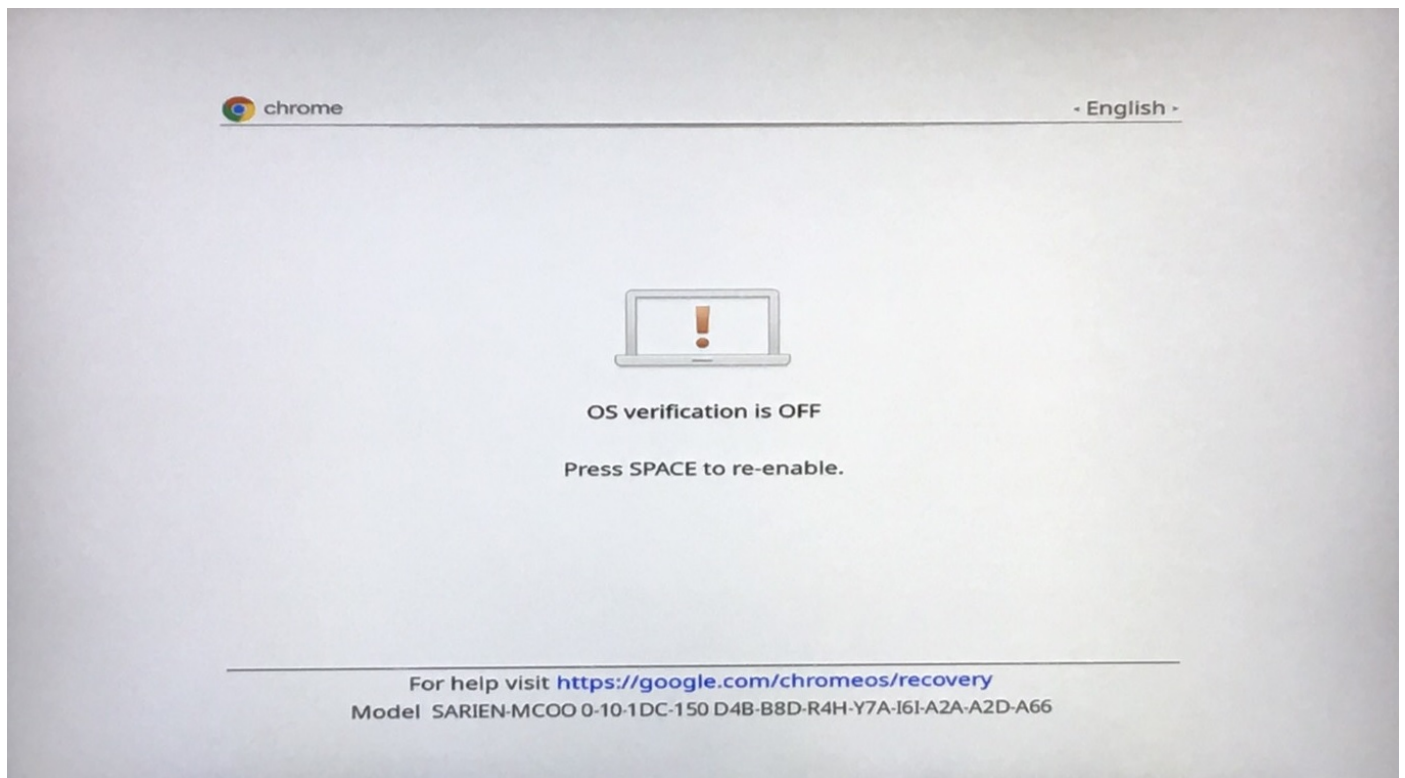 chrome
English
!
OS verification is OFF
Press SPACE to re-enable.
For help visit https://google.com/chromeos/recovery
Model SARIEN-MCOO 0-10-1DC-150 D4B-B8D-R4H-Y7A-I6I-A2A-A2D-A66